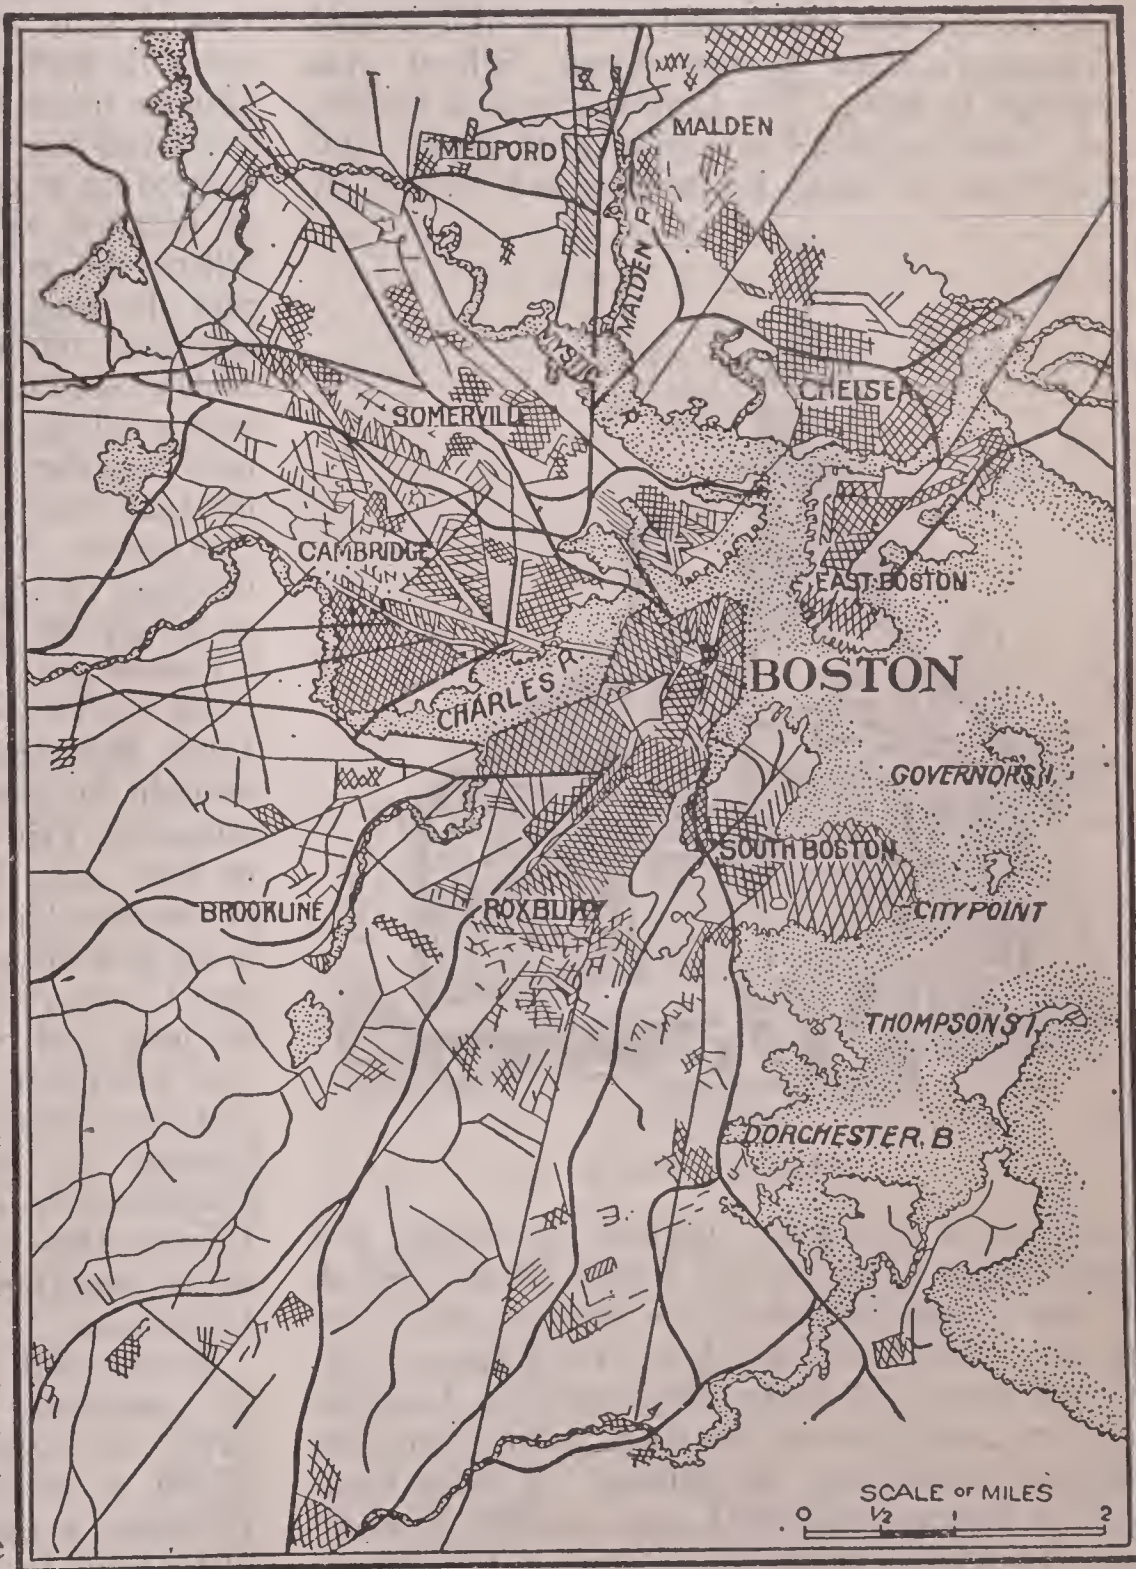 MALDEN
MEDFORD
MALDEN R
MYSTIC
CHELSEA
SOMERVILLE
CAMBRIDGE
EAST BOSTON
BOSTON
CHARLES R
GOVERNORS I.
SOUTH BOSTON
BROOKLINE
ROXBURY
CITY POINT
THOMPSON'S I.
DORCHESTER. B
SCALE OF MILES
0 1/2 1 2